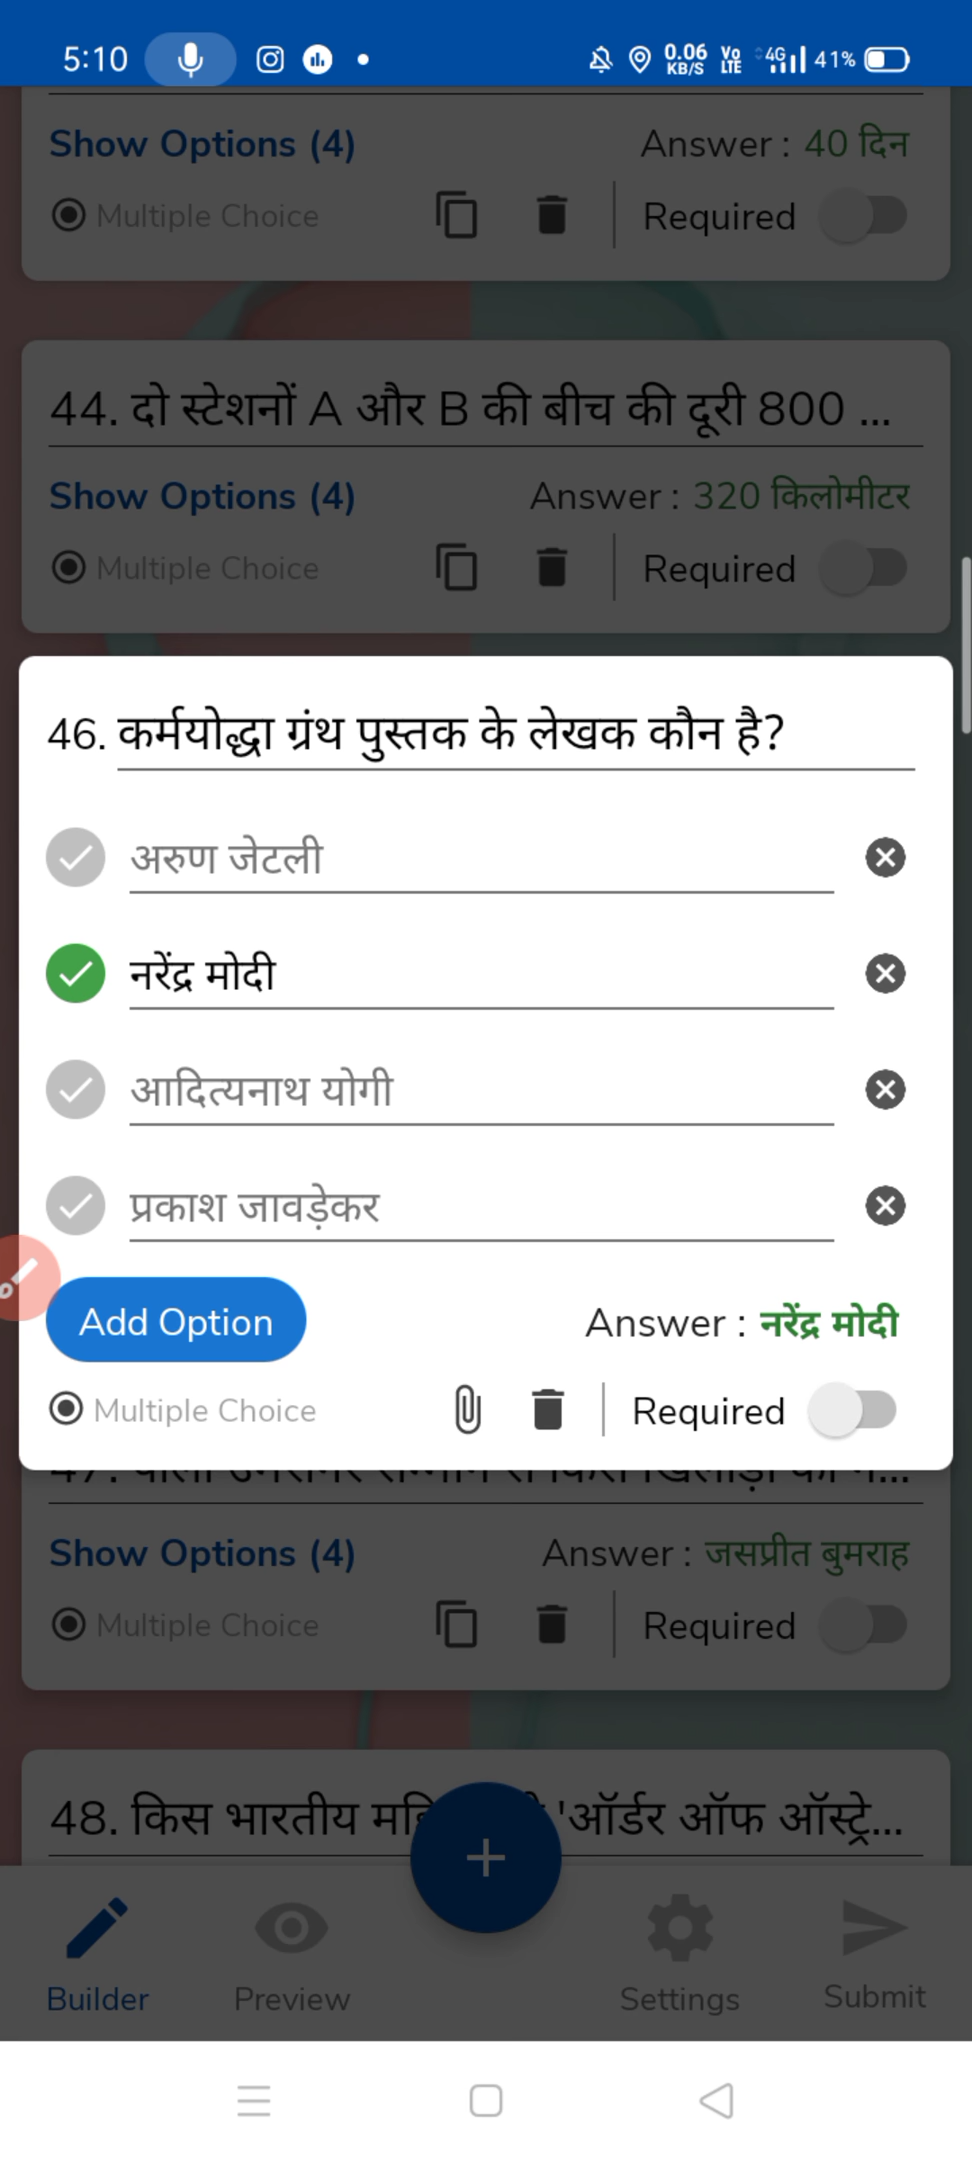 5:10 0.06 KB/S Vo LTE 4G 41%
Show Options (4) Answer : 40 दिन
Multiple Choice Required
44. दो स्टेशनों A और B की बीच की दूरी 800 ...
Show Options (4) Answer : 320 किलोमीटर
Multiple Choice Required
46. कर्मयोद्धा ग्रंथ पुस्तक के लेखक कौन है?
अरुण जेटली
नरेंद्र मोदी
आदित्यनाथ योगी
प्रकाश जावड़ेकर
Add Option Answer : नरेंद्र मोदी
Multiple Choice Required
Show Options (4) Answer : जसप्रीत बुमराह
Multiple Choice Required
48. किस भारतीय 'ऑर्डर ऑफ ऑस्ट्रे...
Builder Preview Settings Submit